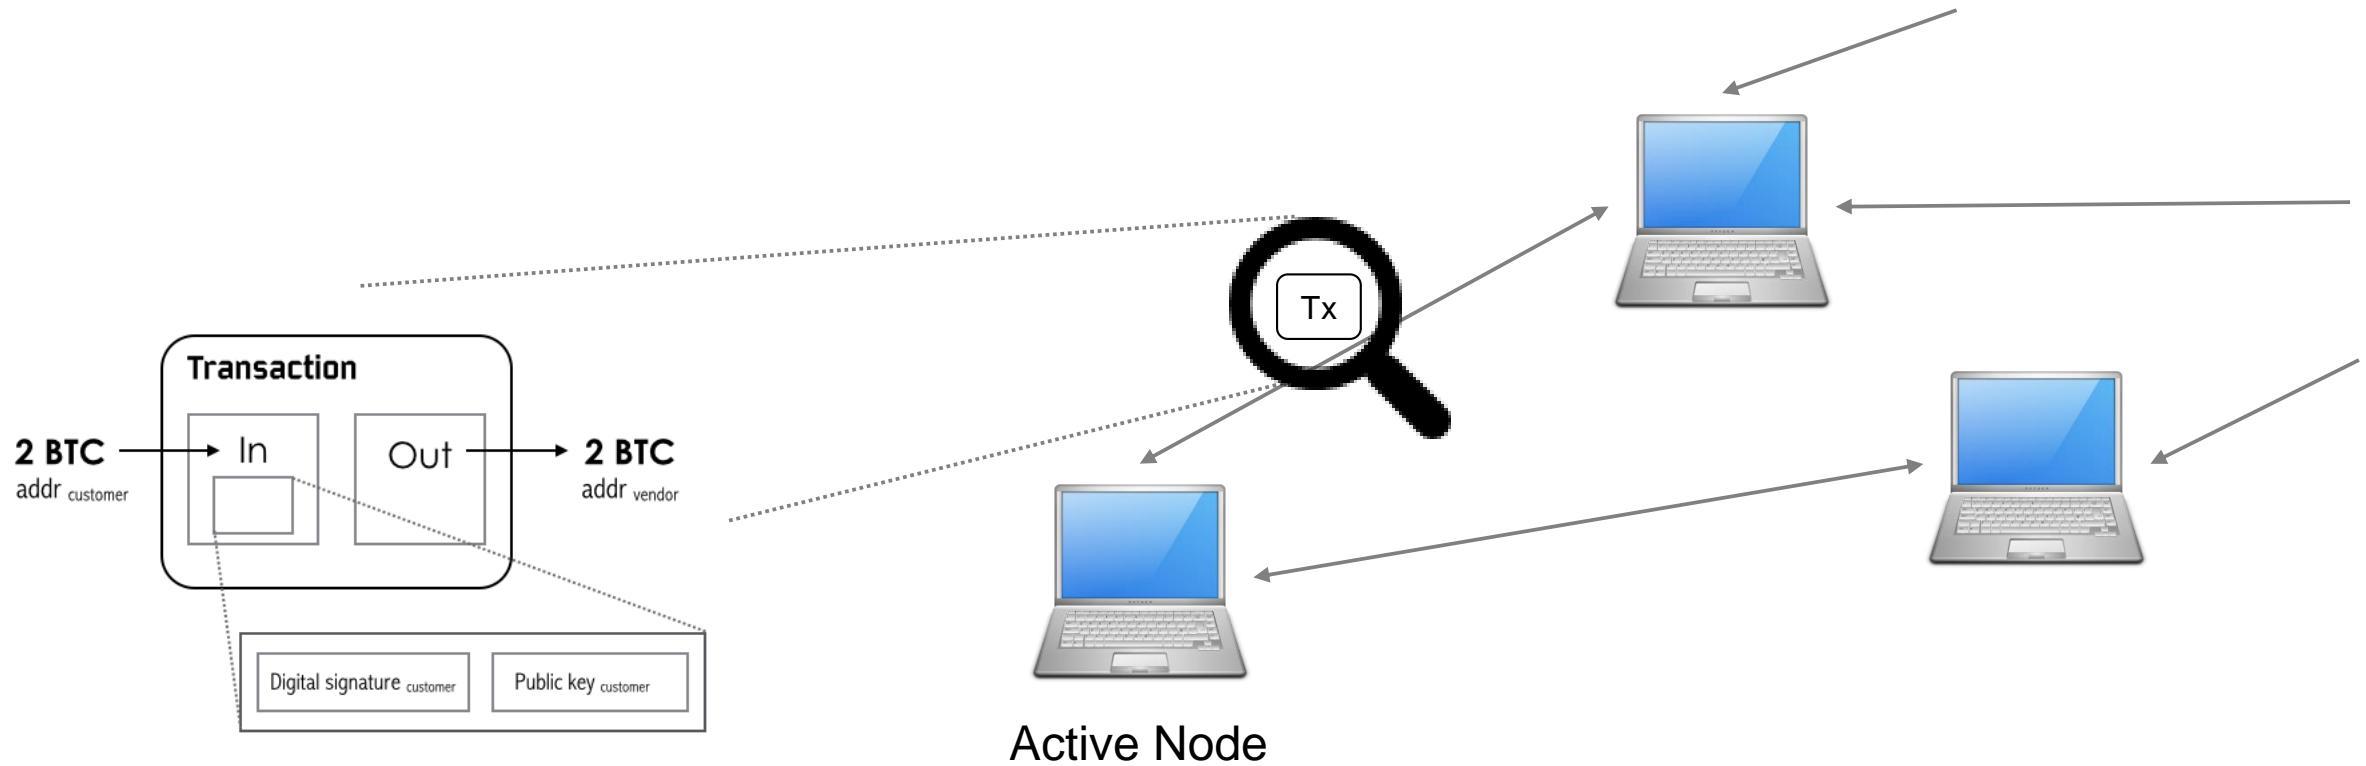 Tx
Transaction
2 BTC
addr customer
In
Out
2 BTC
addr vendor
Digital signature customer
Public key customer
Active Node